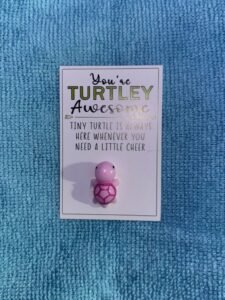 You're
TURTLEY
Awesome
TINY TURTLE IS ALWAYS
HERE WHENEVER YOU
NEED A LITTLE CHEER